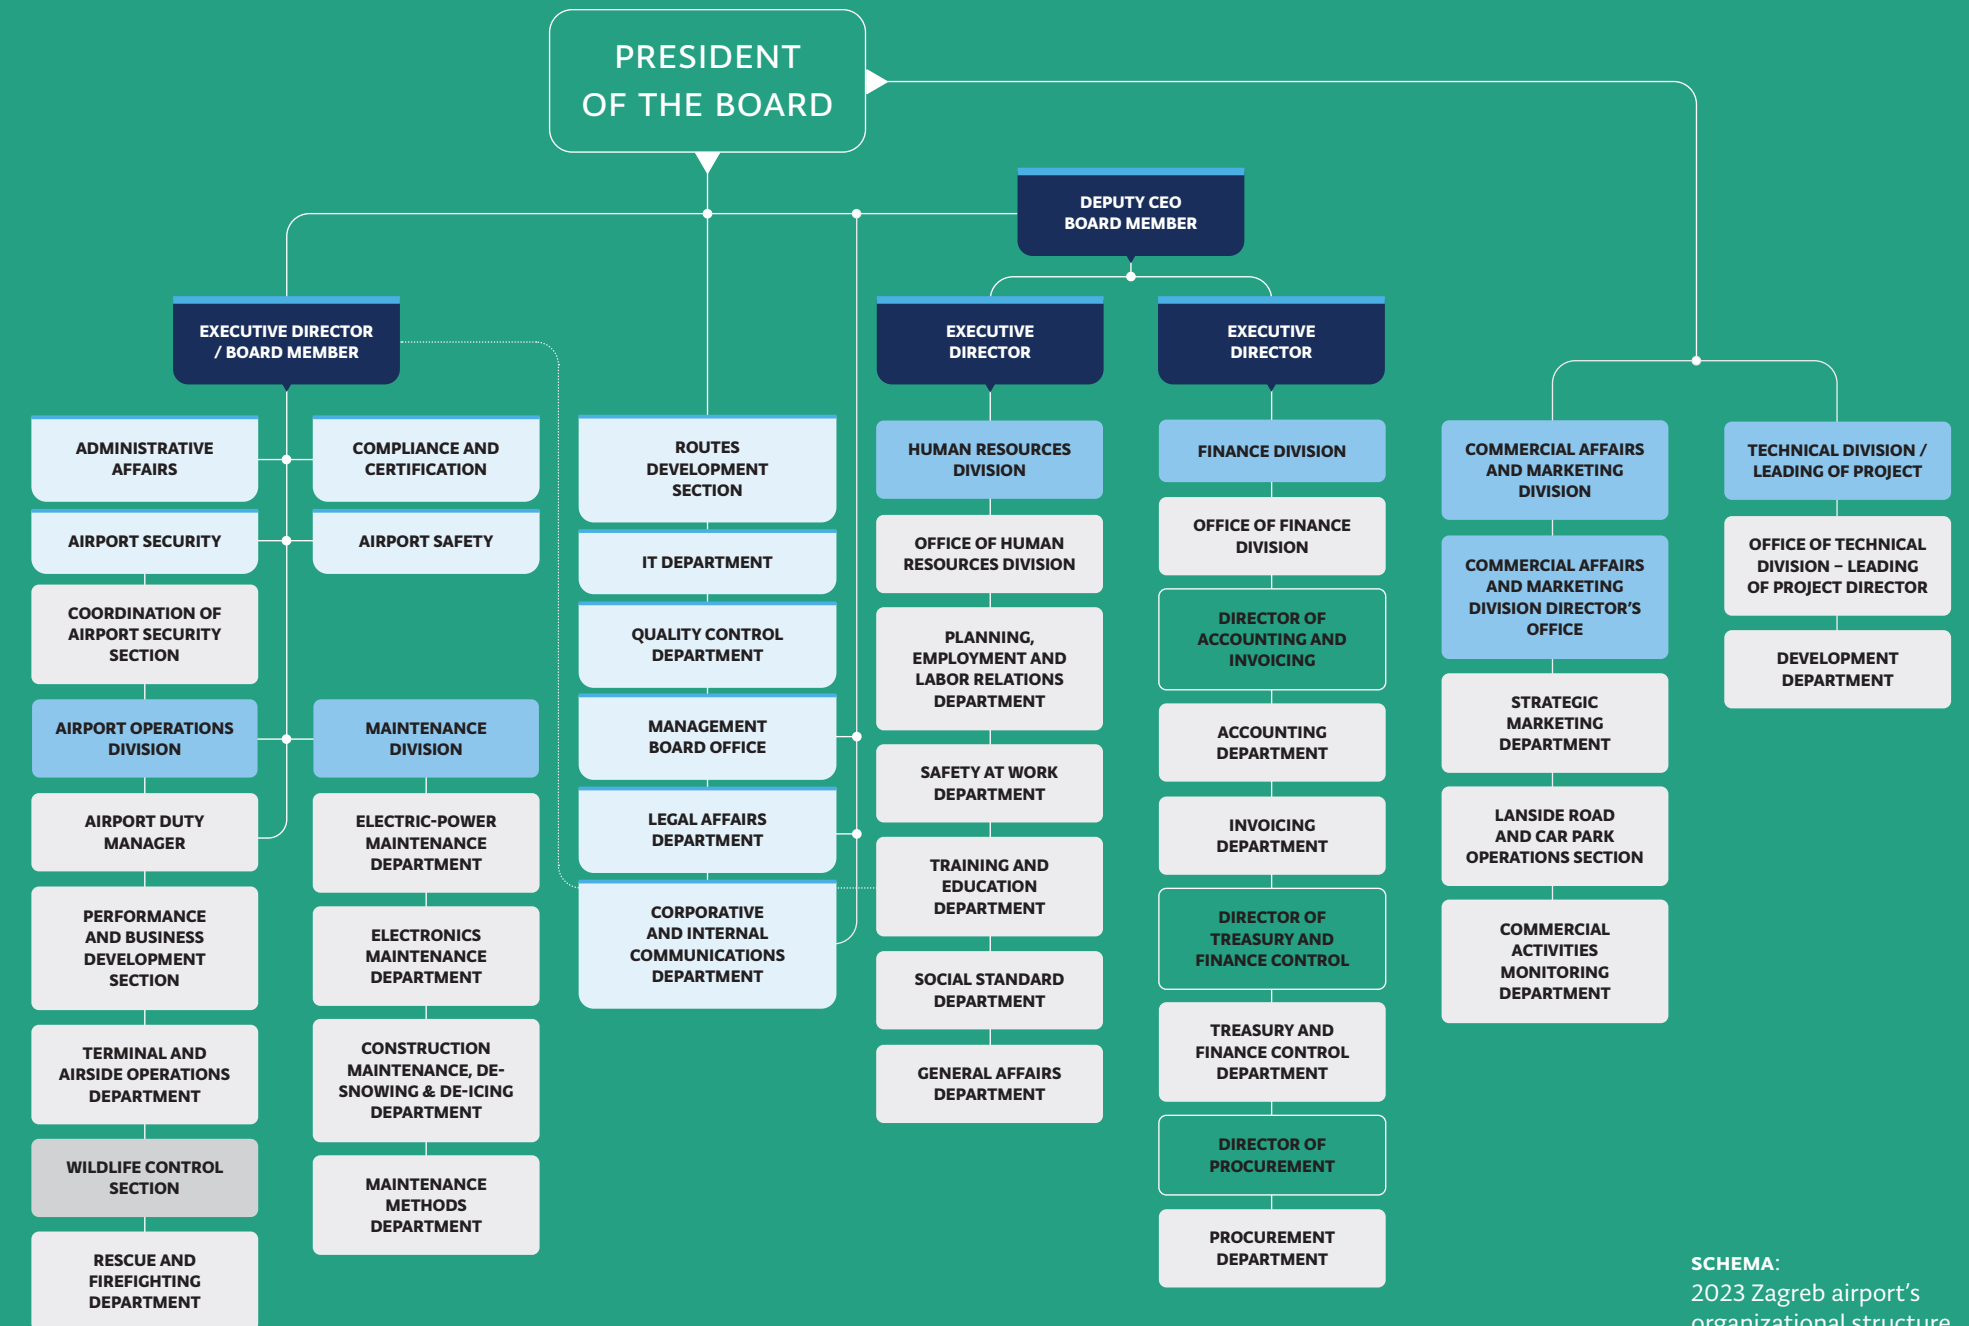 PRESIDENT
OF THE BOARD
DEPUTY CEO
BOARD MEMBER
EXECUTIVE DIRECTOR
/ BOARD MEMBER
EXECUTIVE
DIRECTOR
EXECUTIVE
DIRECTOR
ADMINISTRATIVE
AFFAIRS
COMPLIANCE AND
CERTIFICATION
AIRPORT SECURITY
AIRPORT SAFETY
COORDINATION OF
AIRPORT SECURITY
SECTION
AIRPORT OPERATIONS
DIVISION
AIRPORT DUTY
MANAGER
PERFORMANCE
AND BUSINESS
DEVELOPMENT
SECTION
TERMINAL AND
AIRSIDE OPERATIONS
DEPARTMENT
WILDLIFE CONTROL
SECTION
RESCUE AND
FIREFIGHTING
DEPARTMENT
MAINTENANCE
DIVISION
ELECTRIC-POWER
MAINTENANCE
DEPARTMENT
ELECTRONICS
MAINTENANCE
DEPARTMENT
CONSTRUCTION
MAINTENANCE, DE-
SNOWING & DE-ICING
DEPARTMENT
MAINTENANCE
METHODS
DEPARTMENT
ROUTES
DEVELOPMENT
SECTION
IT DEPARTMENT
QUALITY CONTROL
DEPARTMENT
MANAGEMENT
BOARD OFFICE
LEGAL AFFAIRS
DEPARTMENT
CORPORATIVE
AND INTERNAL
COMMUNICATIONS
DEPARTMENT
HUMAN RESOURCES
DIVISION
OFFICE OF HUMAN
RESOURCES DIVISION
PLANNING,
EMPLOYMENT AND
LABOR RELATIONS
DEPARTMENT
SAFETY AT WORK
DEPARTMENT
TRAINING AND
EDUCATION
DEPARTMENT
SOCIAL STANDARD
DEPARTMENT
GENERAL AFFAIRS
DEPARTMENT
FINANCE DIVISION
OFFICE OF FINANCE
DIVISION
DIRECTOR OF
ACCOUNTING AND
INVOICING
ACCOUNTING
DEPARTMENT
INVOICING
DEPARTMENT
DIRECTOR OF
TREASURY AND
FINANCE CONTROL
TREASURY AND
FINANCE CONTROL
DEPARTMENT
DIRECTOR OF
PROCUREMENT
PROCUREMENT
DEPARTMENT
COMMERCIAL AFFAIRS
AND MARKETING
DIVISION
COMMERCIAL AFFAIRS
AND MARKETING
DIVISION DIRECTOR'S
OFFICE
STRATEGIC
MARKETING
DEPARTMENT
LANSIDE ROAD
AND CAR PARK
OPERATIONS SECTION
COMMERCIAL
ACTIVITIES
MONITORING
DEPARTMENT
TECHNICAL DIVISION /
LEADING OF PROJECT
OFFICE OF TECHNICAL
DIVISION – LEADING
OF PROJECT DIRECTOR
DEVELOPMENT
DEPARTMENT
SCHEMA:
2023 Zagreb airport's
organizational structure